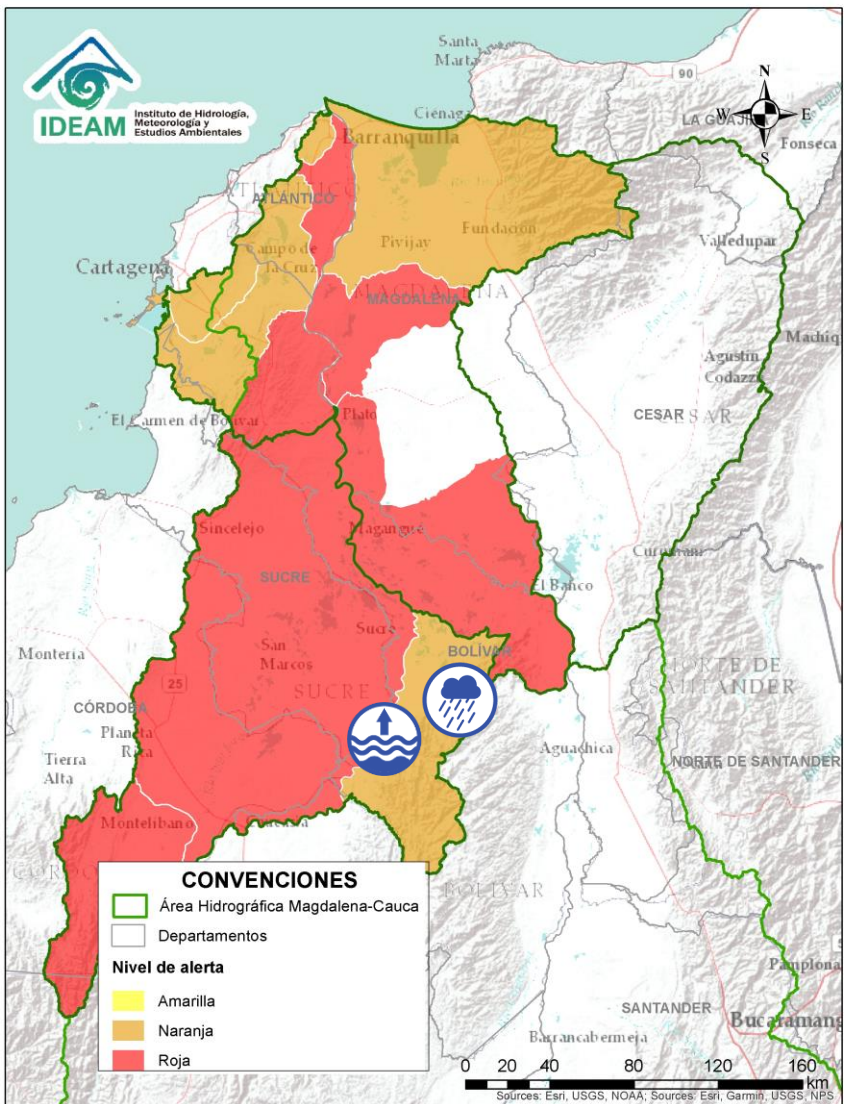 Santa
Marta
90
N
W E
S
IDEAM
Instituto de Hidrología,
Meteorología y
Estudios Ambientales
Ciénaga
LA GUAJIRA
Barranquilla
Fonseca
ATLÁNTICO
ATLÁNTICO
Valledupar
Cartagena
Campo de
la Cruz
Pivijay
Fundación
MAGDALENA
MAGDALENA
Agustín
Codazzi
El Carmen de Bolívar
Plato
CESAR
CESAR
Sincelejo
Magangué
Curumaní
SUCRE
El Banco
Sucre
BOLÍVAR
Montería
San
Marcos
NORTE DE
SANTANDER
25
SUCRE
CÓRDOBA
Planeta
Rica
Aguachica
Tierra
Alta
NORTE DE SANTANDER
Montelíbano
Caucasia
BOLÍVAR
CONVENCIONES
Área Hidrográfica Magdalena-Cauca
Departamentos
Nivel de alerta
Amarilla
Naranja
Roja
Pamplona
SANTANDER
Bucaramang
Barrancabermeja
0 20 40 80 120 160
km
Sources: Esri, USGS, NOAA; Sources: Esri, Garmin, USGS, NPS